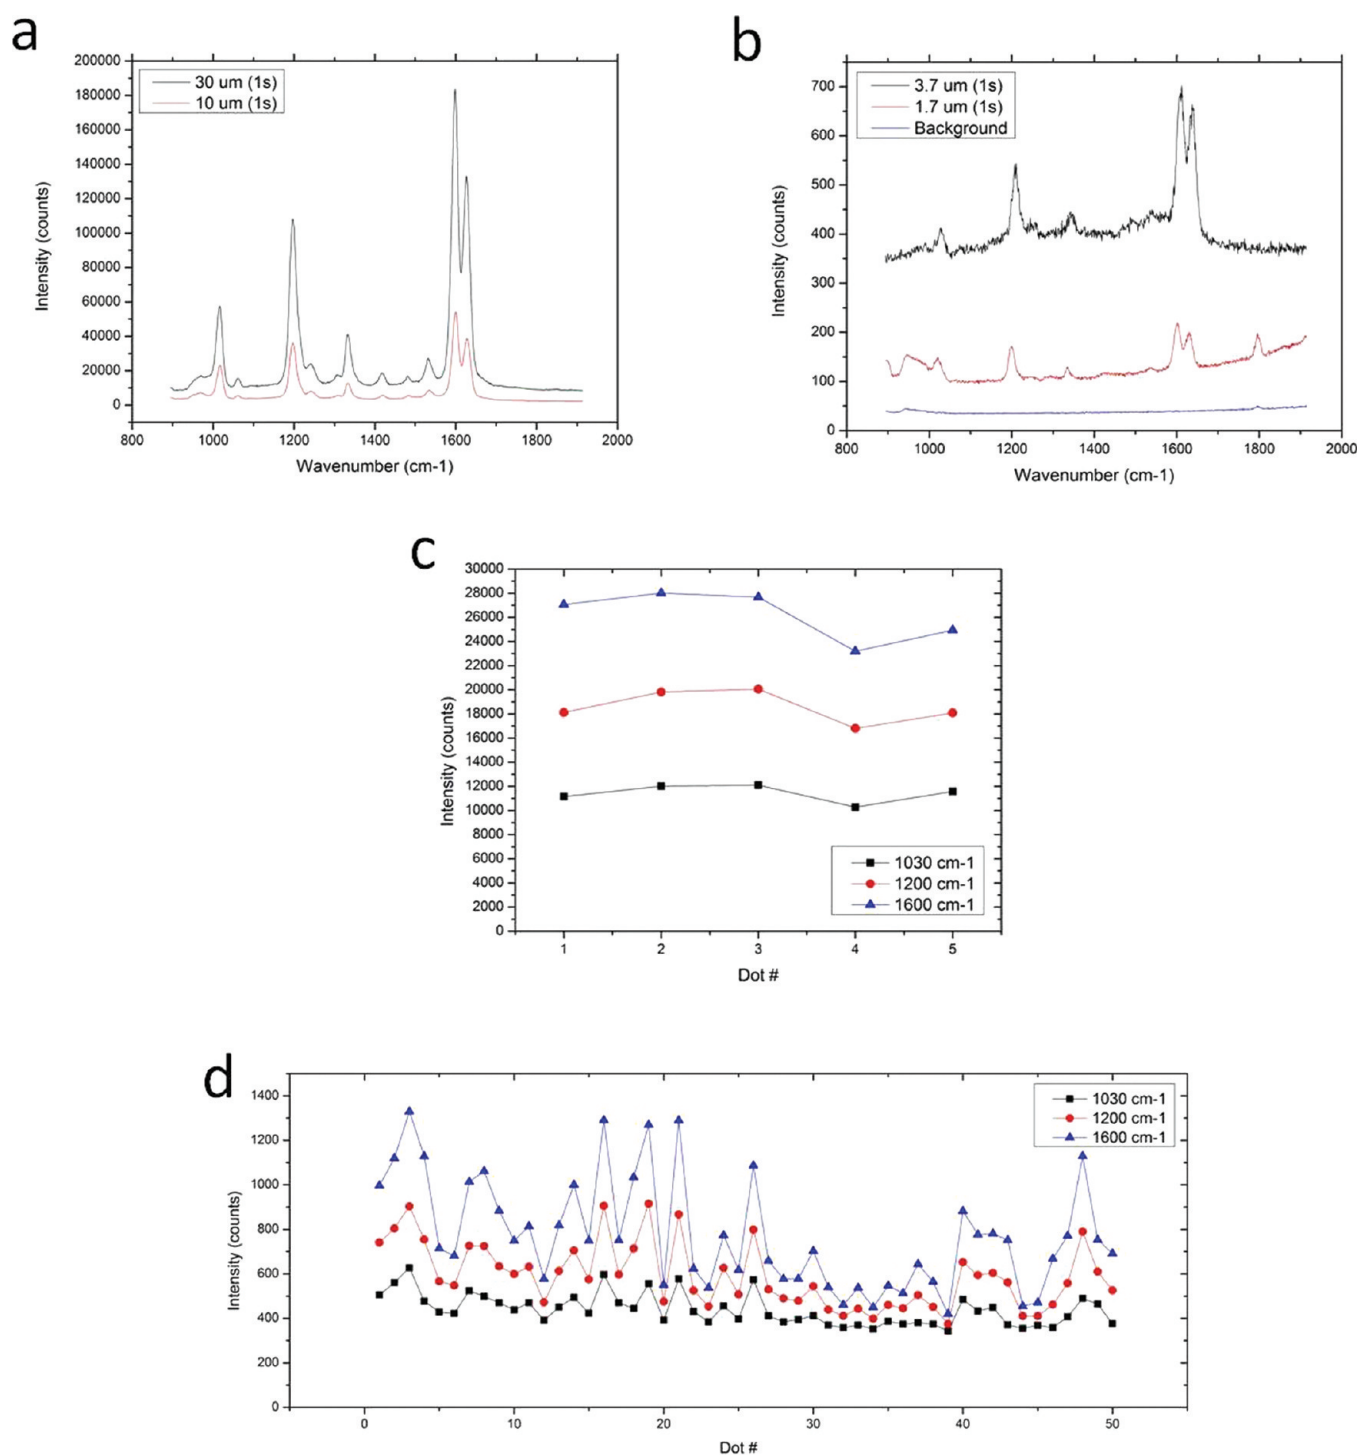 a
200000
180000
160000
140000
120000
100000
80000
60000
40000
20000
0
Intensity (counts)
30 um (1s)
10 um (1s)
800 1000 1200 1400 1600 1800 2000
Wavenumber (cm-1)
b
700
600
500
400
300
200
100
0
Intensity (counts)
3.7 um (1s)
1.7 um (1s)
Background
800 1000 1200 1400 1600 1800 2000
Wavenumber (cm-1)
c
30000
28000
26000
24000
22000
20000
18000
16000
14000
12000
10000
8000
6000
4000
2000
0
Intensity (counts)
1030 cm-1
1200 cm-1
1600 cm-1
1 2 3 4 5
Dot #
d
1400
1200
1000
800
600
400
200
0
Intensity (counts)
1030 cm-1
1200 cm-1
1600 cm-1
0 10 20 30 40 50
Dot #